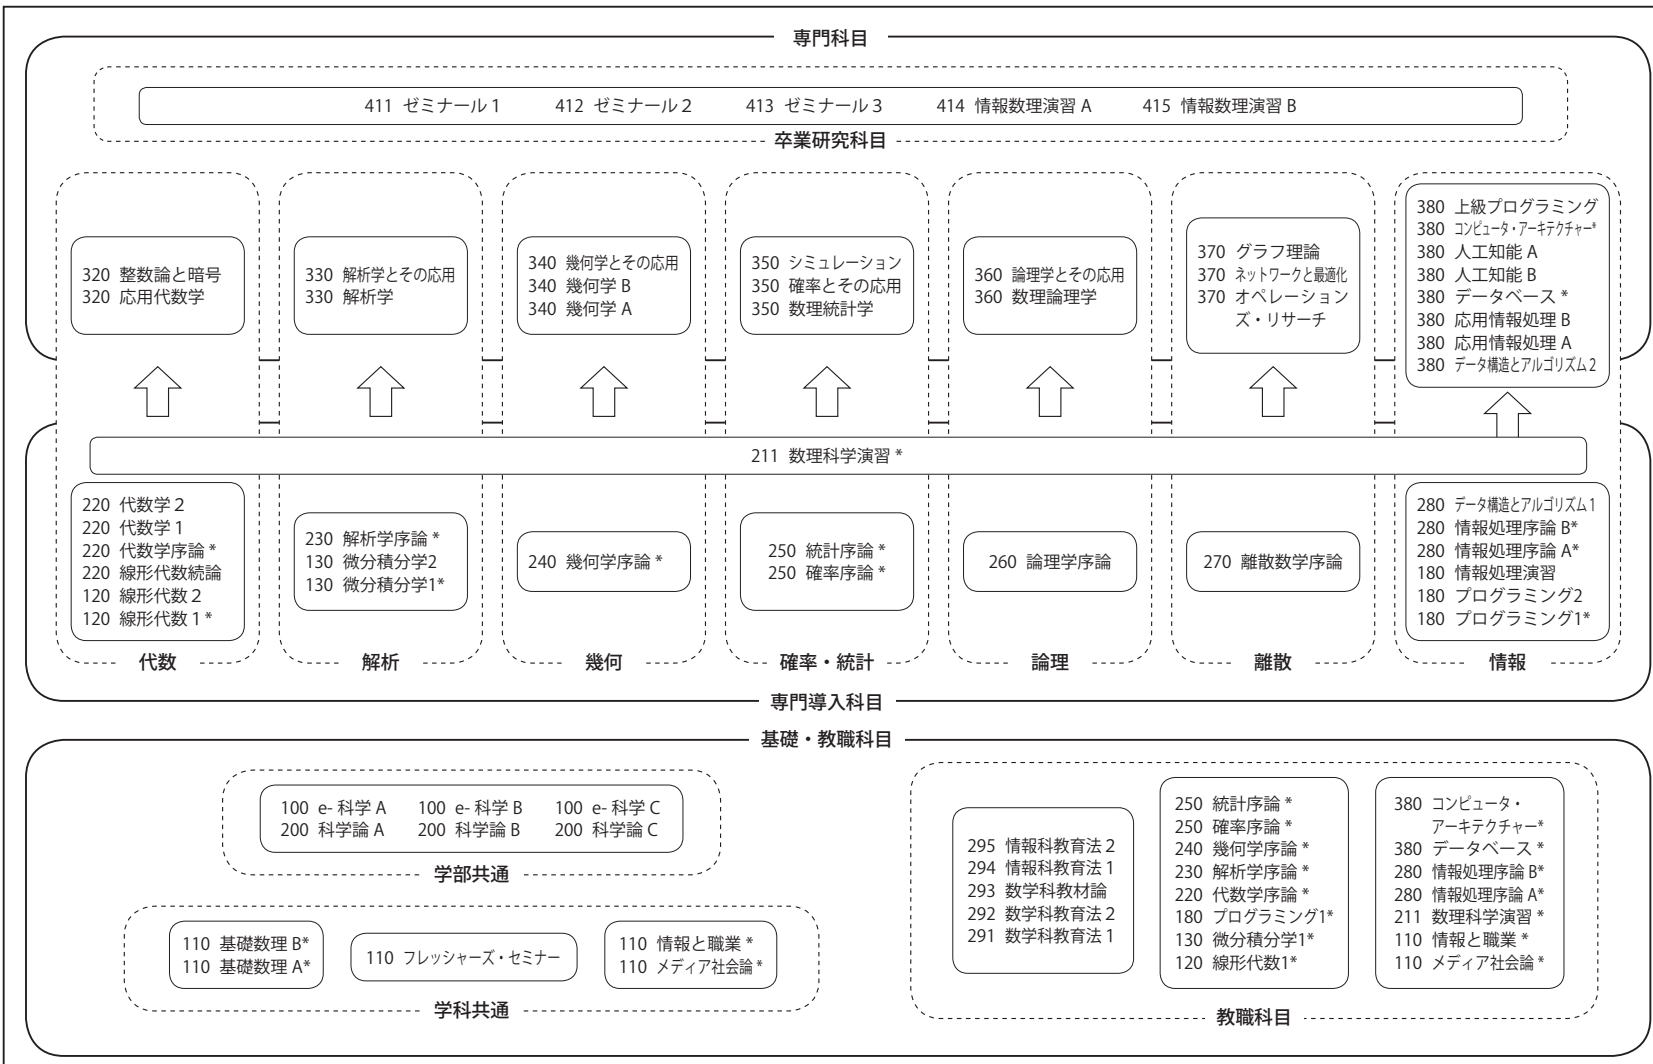 専門科目
411 ゼミナール1 412 ゼミナール2 413 ゼミナール3 414 情報数理演習 A 415 情報数理演習 B
卒業研究科目
320 整数論と暗号
320 応用代数学
330 解析学とその応用
330 解析学
340 幾何学とその応用
340 幾何学 B
340 幾何学 A
350 シミュレーション
350 確率とその応用
350 数理統計学
360 論理学とその応用
360 数理論理学
370 グラフ理論
370 ネットワークと最適化
370 オペレーション
ズ・リサーチ
380 上級プログラミング
380 コンピュータ・アーキテクチャー*
380 人工知能 A
380 人工知能 B
380 データベース *
380 応用情報処理 B
380 応用情報処理 A
380 データ構造とアルゴリズム2
211 数理科学演習 *
220 代数学2
220 代数学1
220 代数学序論 *
220 線形代数続論
120 線形代数2
120 線形代数1*
代数
230 解析学序論 *
130 微分積分学2
130 微分積分学1*
解析
240 幾何学序論 *
幾何
250 統計序論 *
250 確率序論 *
確率・統計
260 論理学序論
論理
270 離散数学序論
離散
280 データ構造とアルゴリズム1
280 情報処理序論 B*
280 情報処理序論 A*
180 情報処理演習
180 プログラミング2
180 プログラミング1*
情報
専門導入科目
基礎・教職科目
100 e- 科学 A 100 e- 科学 B 100 e- 科学 C
200 科学論 A 200 科学論 B 200 科学論 C
学部共通
110 基礎数理 B*
110 基礎数理 A*
110 フレッシャーズ・セミナー
110 情報と職業 *
110 メディア社会論 *
学科共通
295 情報科教育法2
294 情報科教育法1
293 数学科教材論
292 数学科教育法2
291 数学科教育法1
250 統計序論 *
250 確率序論 *
240 幾何学序論 *
230 解析学序論 *
220 代数学序論 *
180 プログラミング1*
130 微分積分学1*
120 線形代数1*
380 コンピュータ・
アーキテクチャー*
380 データベース *
280 情報処理序論 B*
280 情報処理序論 A*
211 数理科学演習 *
110 情報と職業 *
110 メディア社会論 *
教職科目